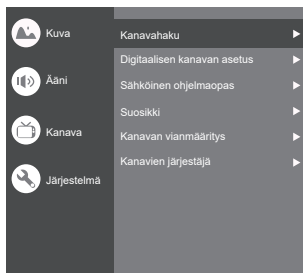 Kuva
Ääni
Kanava
Järjestelmä
Kanavahaku
Digitaalisen kanavan asetus
Sähköinen ohjelmaopas
Suosikki
Kanavan vianmääritys
Kanavien järjestäjä